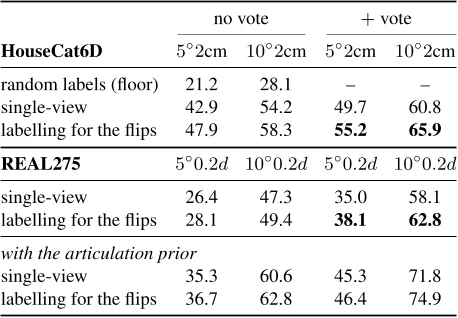 no vote + vote
HouseCat6D 5°2cm 10°2cm 5°2cm 10°2cm
random labels (floor) 21.2 28.1 – –
single-view 42.9 54.2 49.7 60.8
labelling for the flips 47.9 58.3 55.2 65.9
REAL275 5°0.2d 10°0.2d 5°0.2d 10°0.2d
single-view 26.4 47.3 35.0 58.1
labelling for the flips 28.1 49.4 38.1 62.8
with the articulation prior
single-view 35.3 60.6 45.3 71.8
labelling for the flips 36.7 62.8 46.4 74.9